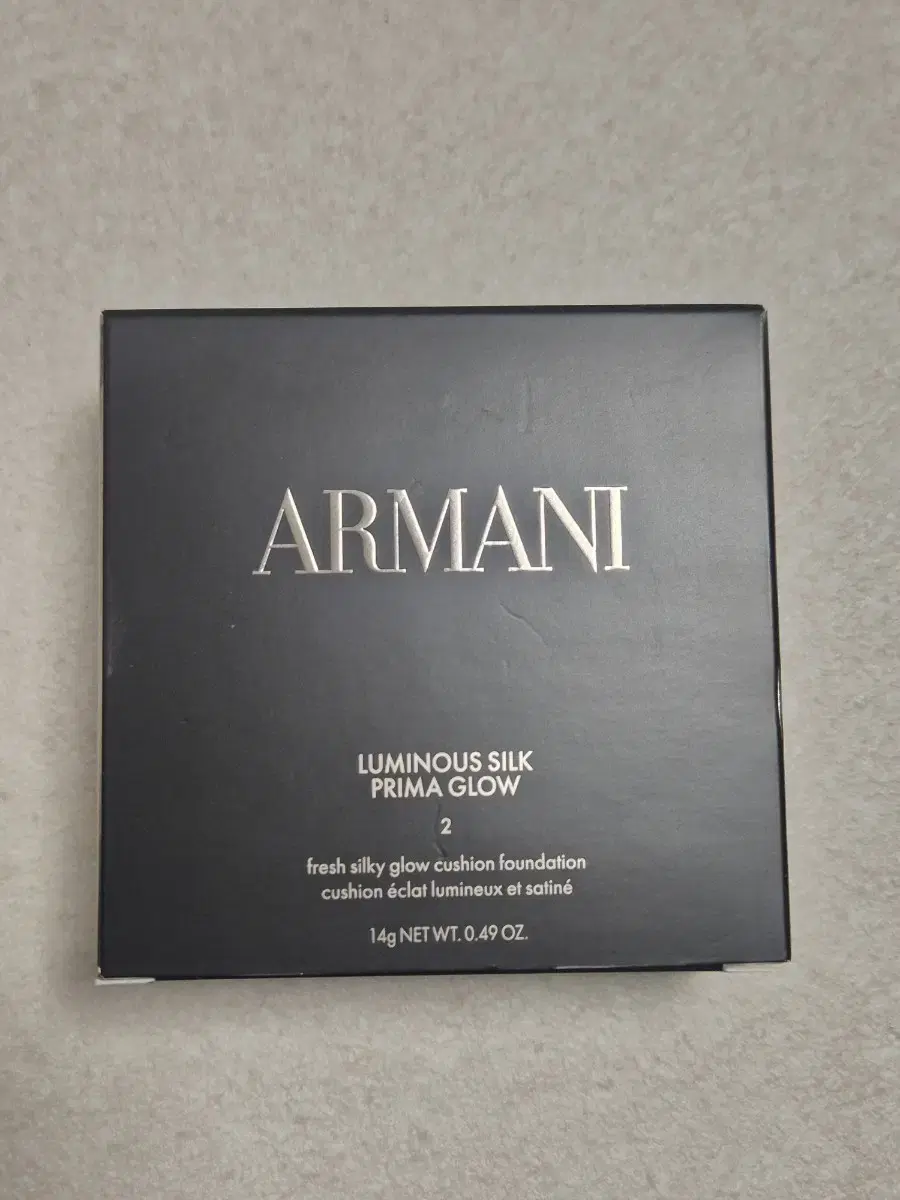 ARMANI
LUMINOUS SILK
PRIMA GLOW
2
fresh silky glow cushion foundation
cushion éclat lumineux et satiné
14g NET WT. 0.49 OZ.